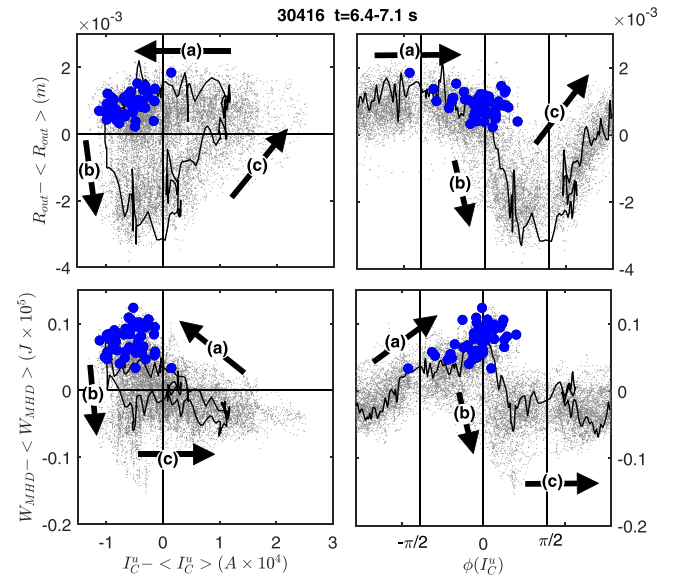 30416 t=6.4-7.1 s
×10⁻³
×10⁻³
2
0
-2
-4
R_out− < R_out > (m)
(a)
(b)
(c)
(a)
(b)
(c)
2
0
-2
-4
0.1
0
-0.1
-0.2
W_MHD− < W_MHD > (J × 10⁵)
(a)
(b)
(c)
(a)
(b)
(c)
0.1
0
-0.1
-0.2
-1 0 1 2 3
I_C^u− < I_C^u > (A × 10⁴)
-π/2 0 π/2
ϕ(I_C^u)